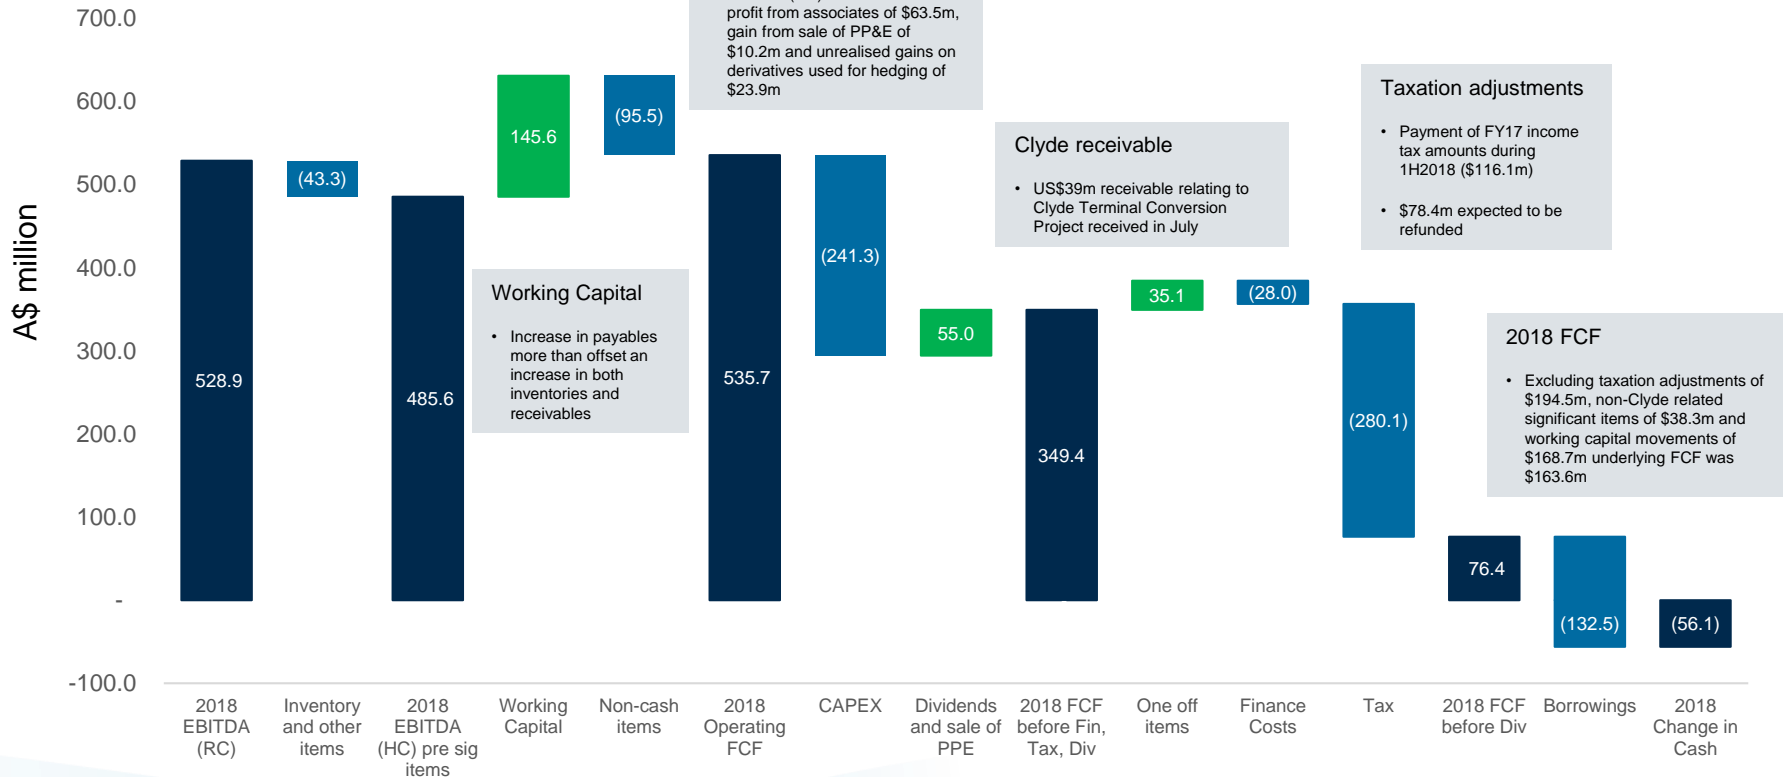 profit from associates of $63.5m,
gain from sale of PP&E of
$10.2m and unrealised gains on
derivatives used for hedging of
$23.9m
Taxation adjustments
• Payment of FY17 income
tax amounts during
1H2018 ($116.1m)
• $78.4m expected to be
refunded
Clyde receivable
• US$39m receivable relating to
Clyde Terminal Conversion
Project received in July
Working Capital
• Increase in payables
more than offset an
increase in both
inventories and
receivables
2018 FCF
• Excluding taxation adjustments of
$194.5m, non-Clyde related
significant items of $38.3m and
working capital movements of
$168.7m underlying FCF was
$163.6m
A$ million
700.0
600.0
500.0
400.0
300.0
200.0
100.0
-
-100.0
528.9
(43.3)
485.6
145.6
(95.5)
535.7
(241.3)
55.0
349.4
35.1
(28.0)
(280.1)
76.4
(132.5)
(56.1)
2018
EBITDA
(RC)
Inventory
and other
items
2018
EBITDA
(HC) pre sig
items
Working
Capital
Non-cash
items
2018
Operating
FCF
CAPEX
Dividends
and sale of
PPE
2018 FCF
before Fin,
Tax, Div
One off
items
Finance
Costs
Tax
2018 FCF
before Div
Borrowings
2018
Change in
Cash